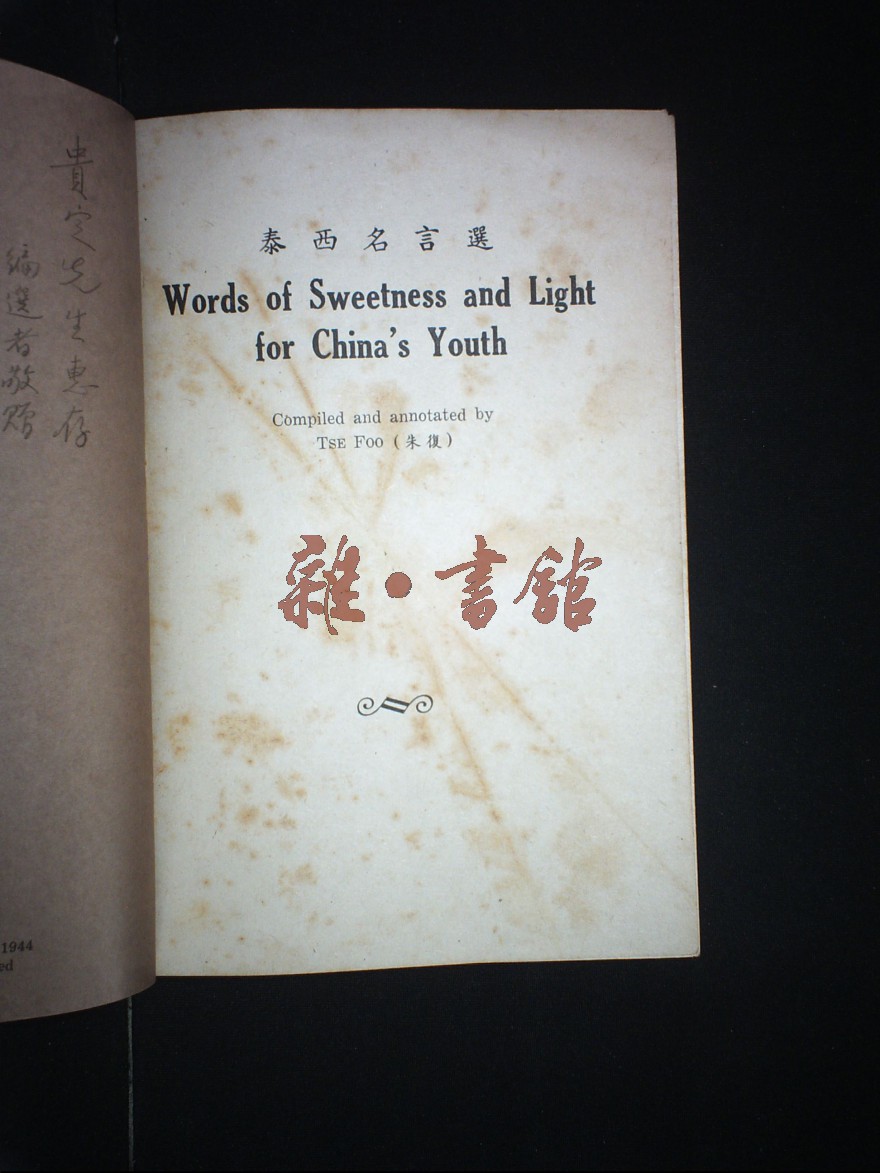 貴定先生惠存
編選者敬贈
1944
ed
泰西名言選
Words of Sweetness and Light
for China's Youth
Compiled and annotated by
TSE FOO (朱復)
雜•書館